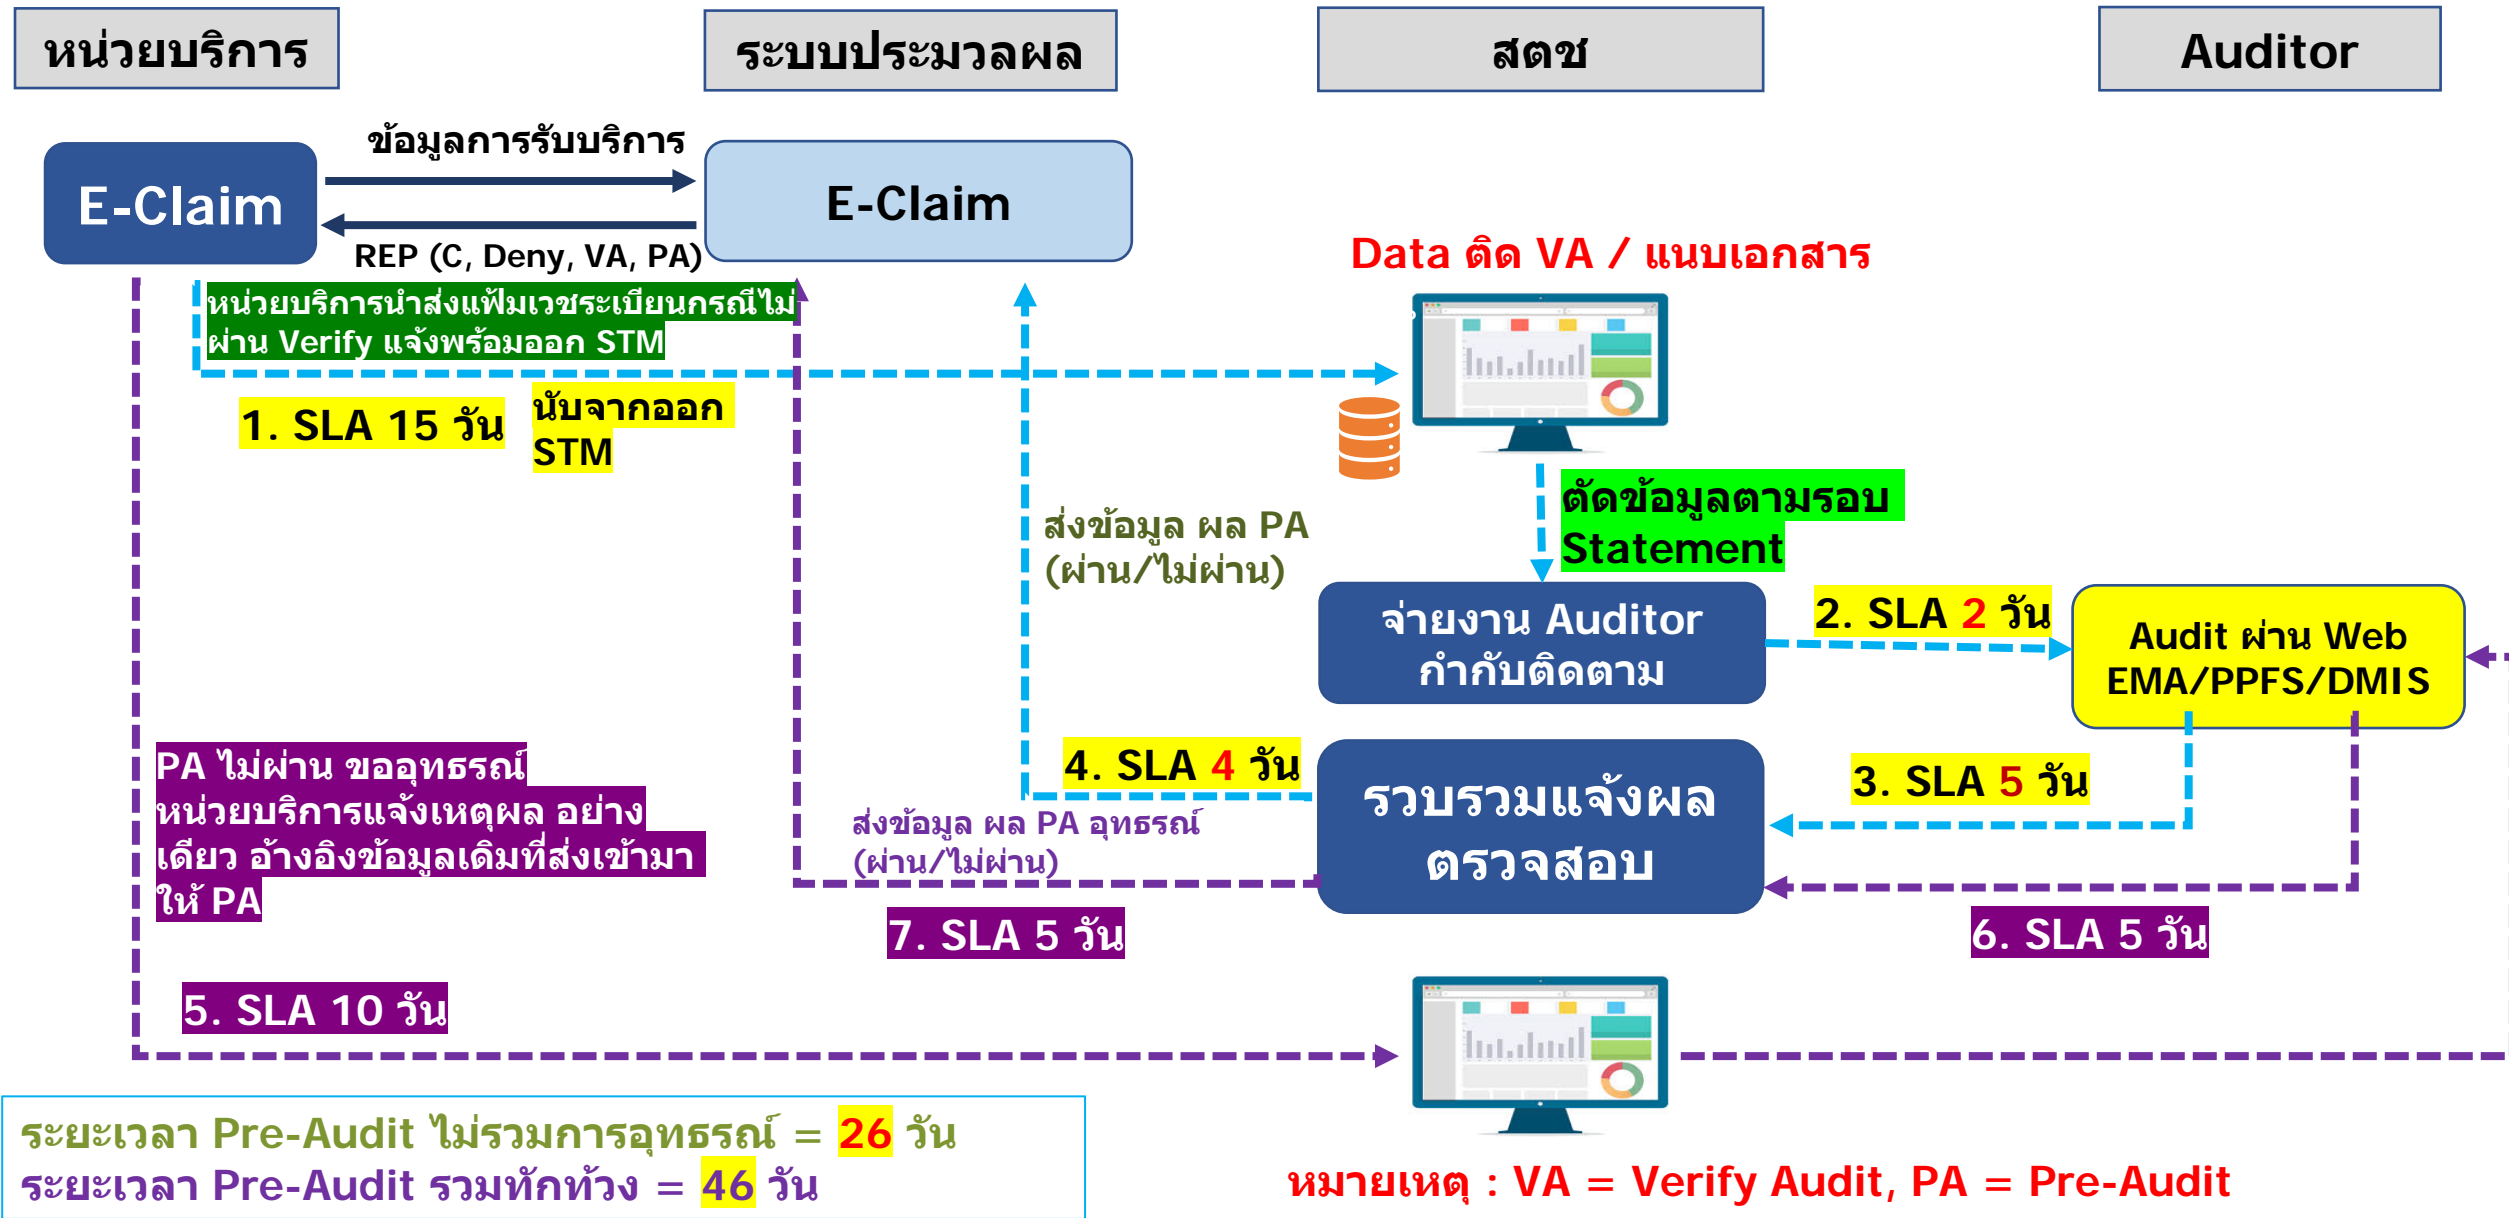 หน่วยบริการ
ระบบประมวลผล
สตช
Auditor
ข้อมูลการรับบริการ
E-Claim
E-Claim
REP (C, Deny, VA, PA)
Data ติด VA / แนบเอกสาร
หน่วยบริการนำส่งแฟ้มเวชระเบียนกรณีไม่
ผ่าน Verify แจ้งพร้อมออก STM
1. SLA 15 วัน
นับจากออก
STM
ตัดข้อมูลตามรอบ
Statement
ส่งข้อมูล ผล PA
(ผ่าน/ไม่ผ่าน)
จ่ายงาน Auditor
กำกับติดตาม
2. SLA 2 วัน
Audit ผ่าน Web
EMA/PPFS/DMIS
PA ไม่ผ่าน ขออุทธรณ์
หน่วยบริการแจ้งเหตุผล อย่าง
เดียว อ้างอิงข้อมูลเดิมที่ส่งเข้ามา
ให้ PA
4. SLA 4 วัน
รวบรวมแจ้งผล
ตรวจสอบ
3. SLA 5 วัน
ส่งข้อมูล ผล PA อุทธรณ์
(ผ่าน/ไม่ผ่าน)
7. SLA 5 วัน
6. SLA 5 วัน
5. SLA 10 วัน
ระยะเวลา Pre-Audit ไม่รวมการอุทธรณ์ = 26 วัน
ระยะเวลา Pre-Audit รวมทักท้วง = 46 วัน
หมายเหตุ : VA = Verify Audit, PA = Pre-Audit